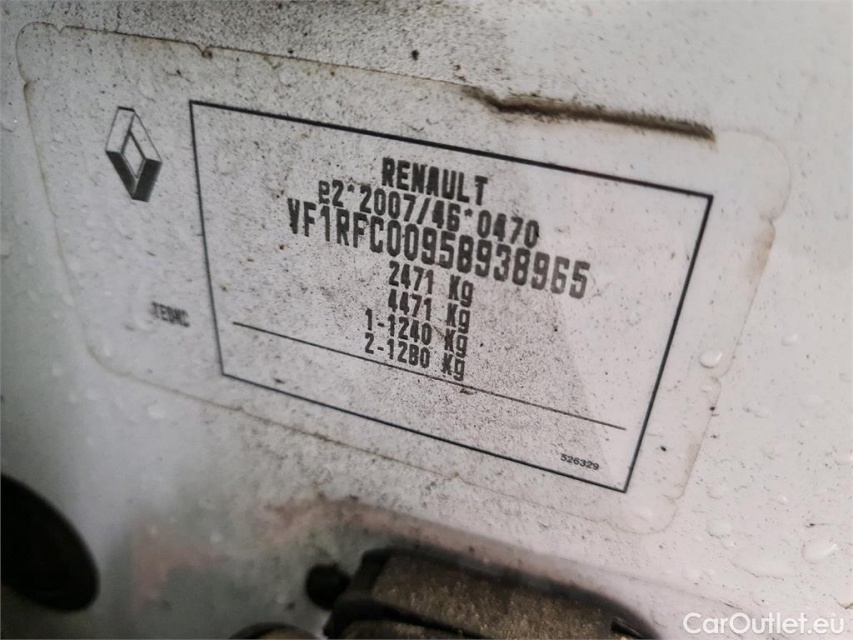 RENAULT
e2*2007/46*0470
VF1RFC00958938965
2471 Kg
4471 Kg
1-1240 Kg
2-1280 Kg
526329
CarOutlet.eu